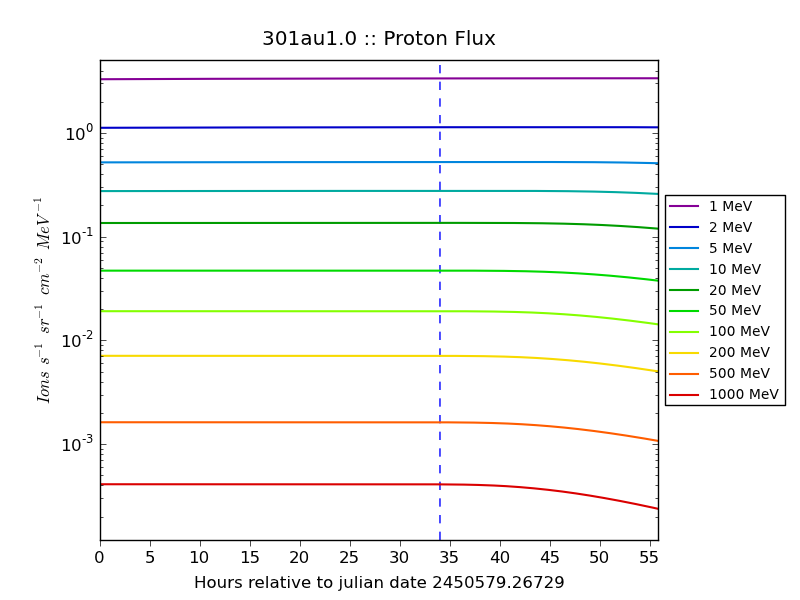 301au1.0 :: Proton Flux
Ions s⁻¹ sr⁻¹ cm⁻² MeV⁻¹
10⁰
10⁻¹
10⁻²
10⁻³
0 5 10 15 20 25 30 35 40 45 50 55
Hours relative to julian date 2450579.26729
1 MeV
2 MeV
5 MeV
10 MeV
20 MeV
50 MeV
100 MeV
200 MeV
500 MeV
1000 MeV